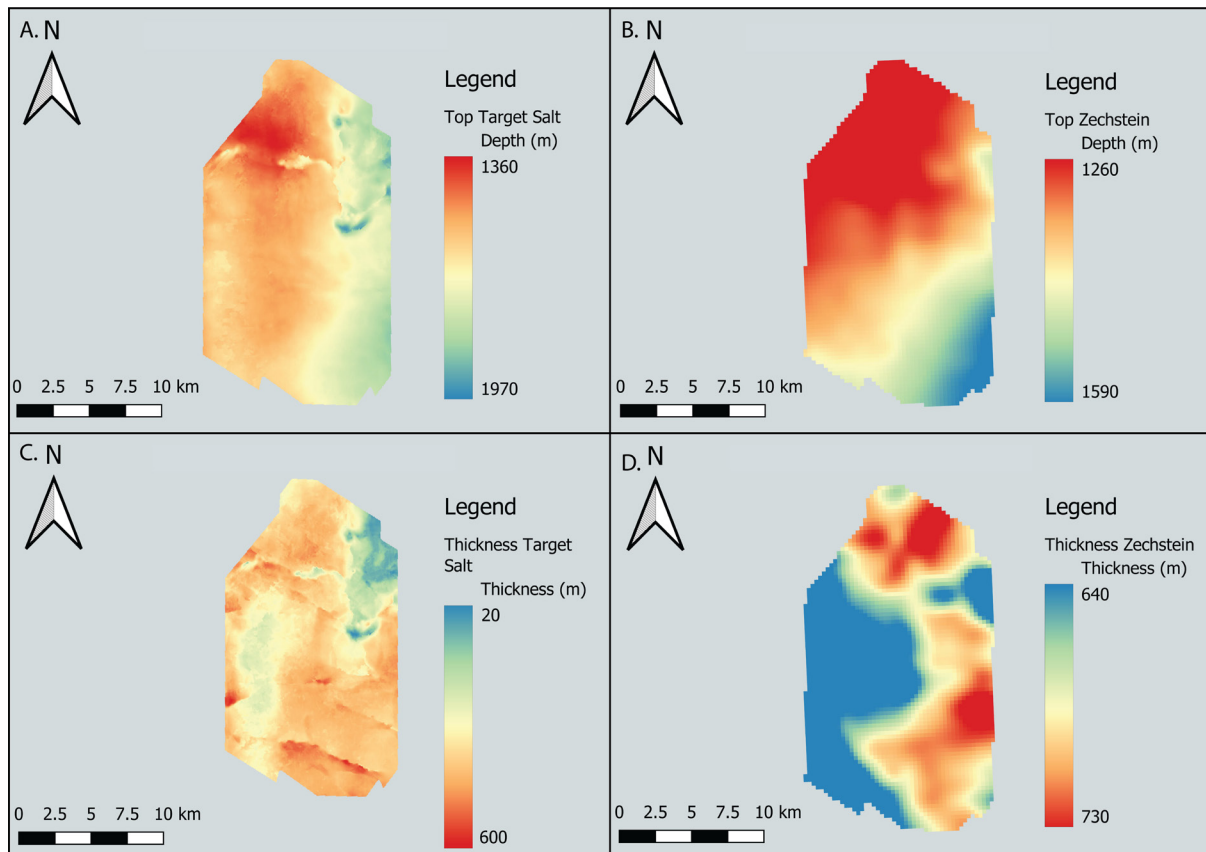 A. N
Legend
Top Target Salt
Depth (m)
1360
1970
0 2.5 5 7.5 10 km
B. N
Legend
Top Zechstein
Depth (m)
1260
1590
0 2.5 5 7.5 10 km
C. N
Legend
Thickness Target
Salt
Thickness (m)
20
600
0 2.5 5 7.5 10 km
D. N
Legend
Thickness Zechstein
Thickness (m)
640
730
0 2.5 5 7.5 10 km